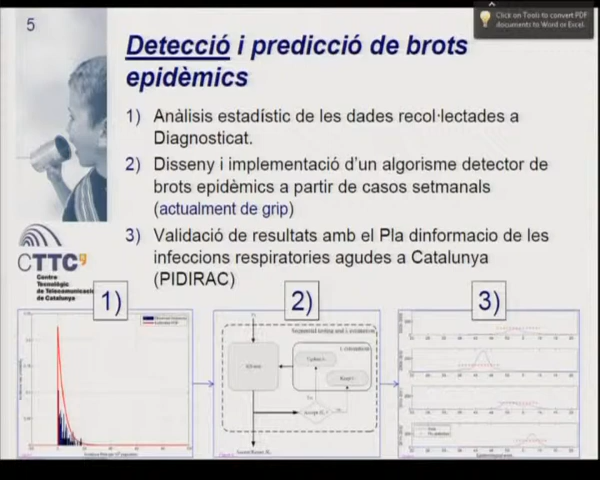 5
Click on Tools to convert PDF
documents to Word or Excel.
Detecció i predicció de brots
epidèmics
1) Anàlisis estadístic de les dades recol·lectades a
Diagnosticat.
2) Disseny i implementació d'un algorisme detector de
brots epidèmics a partir de casos setmanals
(actualment de grip)
3) Validació de resultats amb el Pla dinformacio de les
infeccions respiratories agudes a Catalunya
(PIDIRAC)
CTTC
Centre
Tecnològic
de Telecomunicacions
de Catalunya
1)
2)
3)